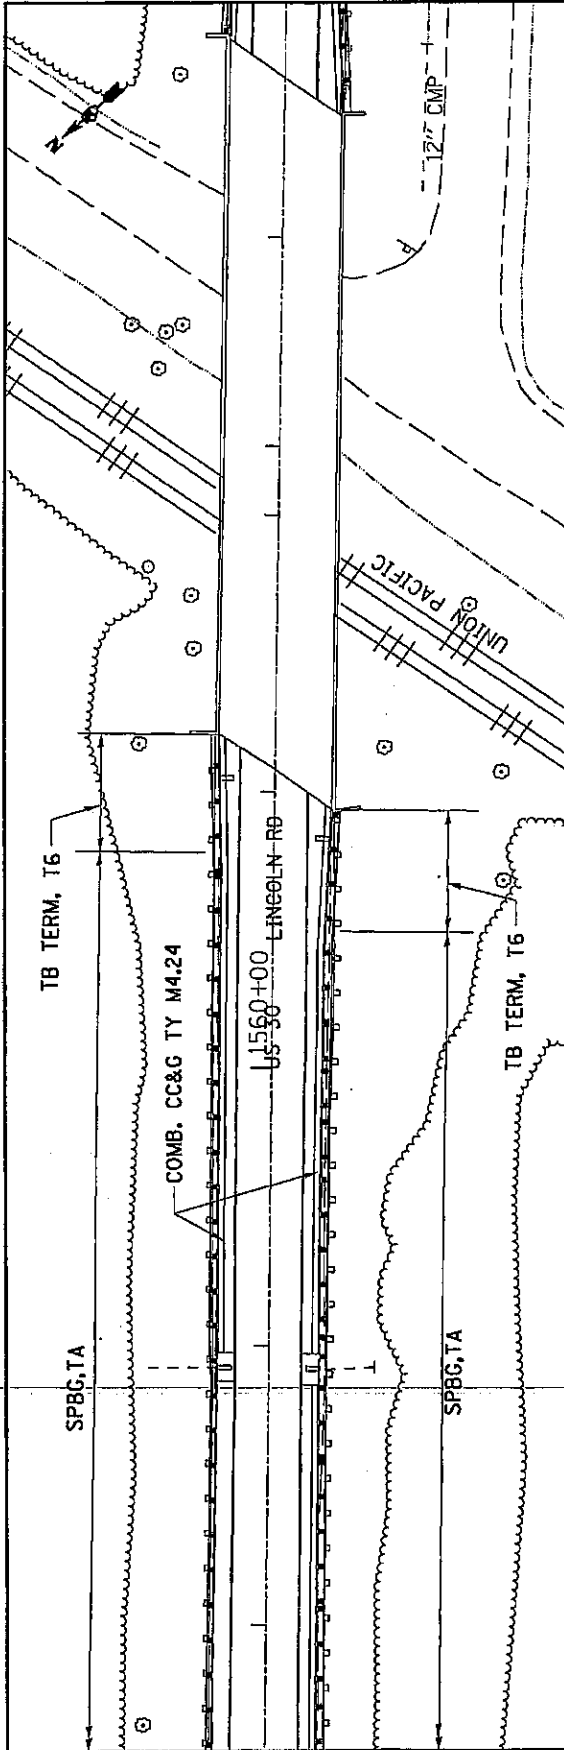 N
12" CMP
UNION PACIFIC
TB TERM, T6
COMB. CC&G TY M4.24
1560+00
US 30 LINCOLN RD
TB TERM, T6
SPBG,TA
SPBG,TA